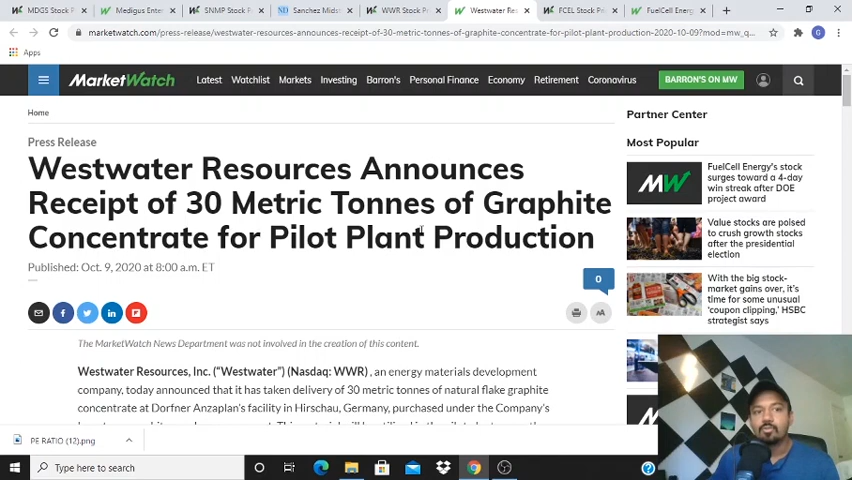 MDGS Stock P
Medigus Enter
SNMP Stock F
Sanchez Midst
WWR Stock Pri
Westwater Res
FCEL Stock Pri
FuelCell Energ
marketwatch.com/press-release/westwater-resources-announces-receipt-of-30-metric-tonnes-of-graphite-concentrate-for-pilot-plant-production-2020-10-09?mod=mw_q...
G
Apps
MarketWatch
Latest Watchlist Markets Investing Barron's Personal Finance Economy Retirement Coronavirus
BARRON'S ON MW
Home
Press Release
Westwater Resources Announces
Receipt of 30 Metric Tonnes of Graphite
Concentrate for Pilot Plant Production
Published: Oct. 9, 2020 at 8:00 a.m. ET
0
AA
The MarketWatch News Department was not involved in the creation of this content.
Westwater Resources, Inc. (“Westwater”) (Nasdaq: WWR) , an energy materials development
company, today announced that it has taken delivery of 30 metric tonnes of natural flake graphite
concentrate at Dorfner Anzaplan’s facility in Hirschau, Germany, purchased under the Company’s
Partner Center
Most Popular
MW
FuelCell Energy's stock
surges toward a 4-day
win streak after DOE
project award
Value stocks are poised
to crush growth stocks
after the presidential
election
With the big stock-
market gains over, it's
time for some unusual
'coupon clipping,' HSBC
strategist says
PE RATIO (12).png
Type here to search